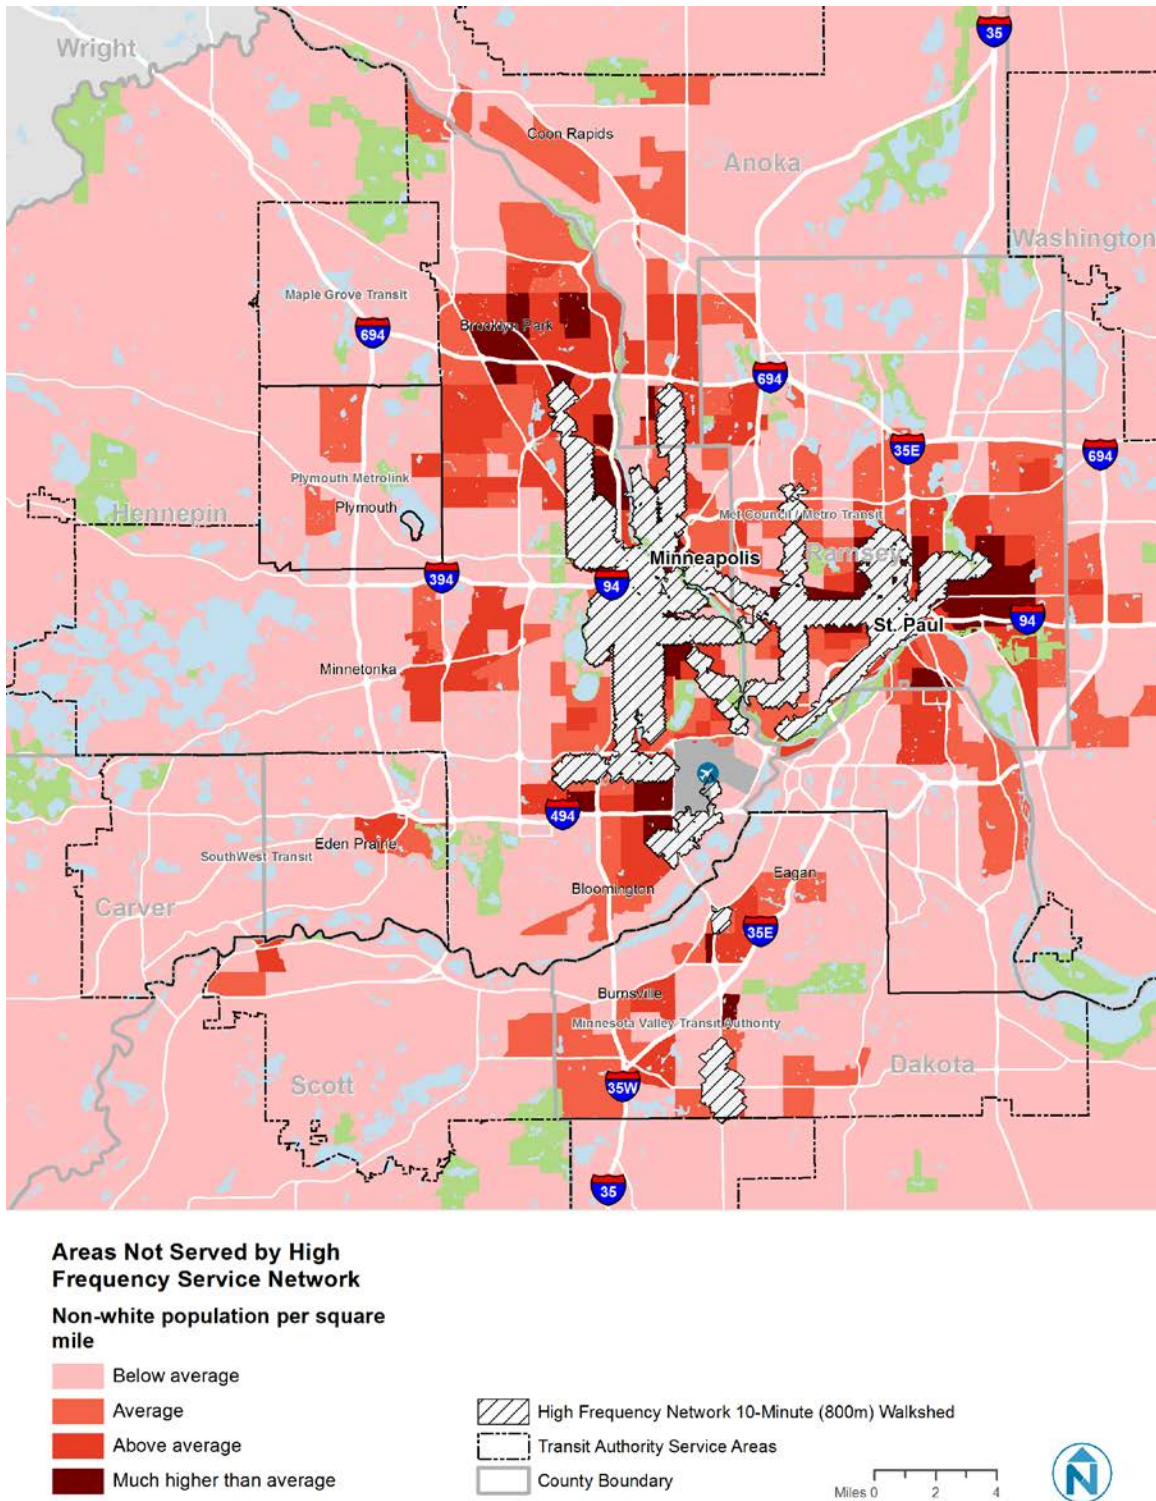 Wright
35
Coon Rapids
Anoka
Washington
Maple Grove Transit
Brooklyn Park
694
694
35E
694
Plymouth Metrolink
Plymouth
Hennepin
Met Council / Metro Transit
Minneapolis
Ramsey
394
94
St. Paul
94
Minnetonka
494
Eden Prairie
SouthWest Transit
Eagan
Bloomington
Carver
35E
Burnsville
Minnesota Valley Transit Authority
Dakota
Scott
35W
35
Areas Not Served by High
Frequency Service Network
Non-white population per square
mile
Below average
Average
Above average
Much higher than average
High Frequency Network 10-Minute (800m) Walkshed
Transit Authority Service Areas
County Boundary
Miles 0 2 4
N